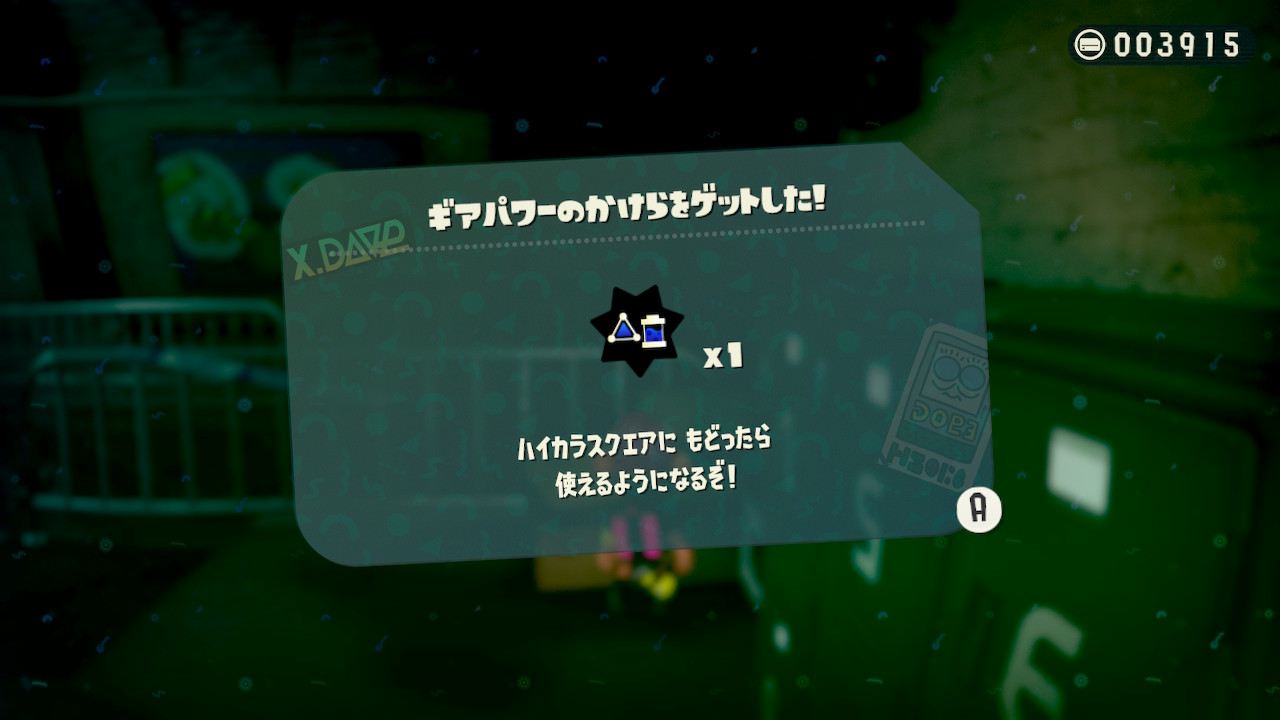 003915
ギアパワーのかけらをゲットした!
X.DAVP
x1
ハイカラスクエアに もどったら
使えるようになるぞ!
DOPE
A